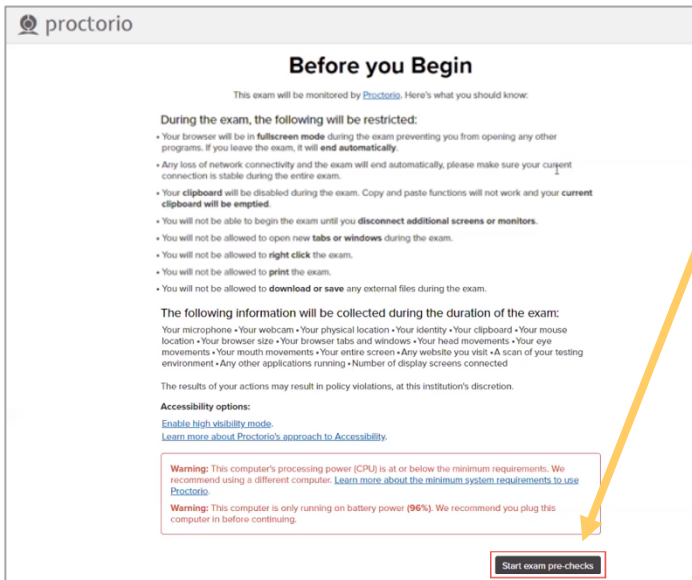 proctorio
Before you Begin
This exam will be monitored by Proctorio. Here's what you should know:
During the exam, the following will be restricted:
• Your browser will be in fullscreen mode during the exam preventing you from opening any other
programs. If you leave the exam, it will end automatically.
• Any loss of network connectivity and the exam will end automatically, please make sure your current
connection is stable during the entire exam.
• Your clipboard will be disabled during the exam. Copy and paste functions will not work and your current
clipboard will be emptied.
• You will not be able to begin the exam until you disconnect additional screens or monitors.
• You will not be allowed to open new tabs or windows during the exam.
• You will not be allowed to right click the exam.
• You will not be allowed to print the exam.
• You will not be allowed to download or save any external files during the exam.
The following information will be collected during the duration of the exam:
Your microphone • Your webcam • Your physical location • Your identity • Your clipboard • Your mouse
location • Your browser size • Your browser tabs and windows • Your head movements • Your eye
movements • Your mouth movements • Your entire screen • Any website you visit • A scan of your testing
environment • Any other applications running • Number of display screens connected
The results of your actions may result in policy violations, at this institution's discretion.
Accessibility options:
Enable high visibility mode.
Learn more about Proctorio's approach to Accessibility.
Warning: This computer's processing power (CPU) is at or below the minimum requirements. We
recommend using a different computer. Learn more about the minimum system requirements to use
Proctorio.
Warning: This computer is only running on battery power (96%). We recommend you plug this
computer in before continuing.
Start exam pre-checks